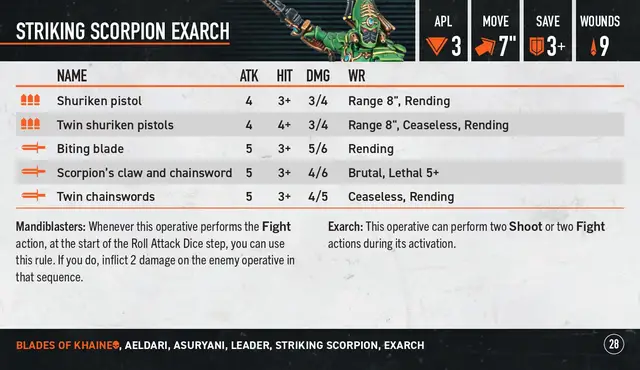 STRIKING SCORPION EXARCH
APL
3
MOVE
7"
SAVE
3+
WOUNDS
9
NAME ATK HIT DMG WR
Shuriken pistol 4 3+ 3/4 Range 8", Rending
Twin shuriken pistols 4 4+ 3/4 Range 8", Ceaseless, Rending
Biting blade 5 3+ 5/6 Rending
Scorpion's claw and chainsword 5 3+ 4/6 Brutal, Lethal 5+
Twin chainswords 5 3+ 4/5 Ceaseless, Rending
Mandiblasters: Whenever this operative performs the Fight
action, at the start of the Roll Attack Dice step, you can use
this rule. If you do, inflict 2 damage on the enemy operative in
that sequence.
Exarch: This operative can perform two Shoot or two Fight
actions during its activation.
BLADES OF KHAINE, AELDARI, ASURYANI, LEADER, STRIKING SCORPION, EXARCH
28